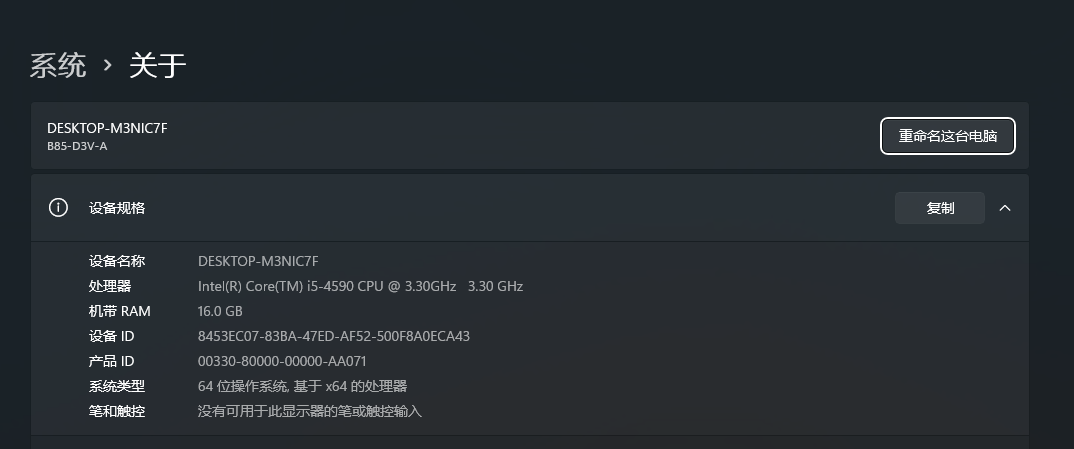 系统 › 关于
DESKTOP-M3NIC7F
B85-D3V-A
重命名这台电脑
设备规格
复制
设备名称 DESKTOP-M3NIC7F
处理器 Intel(R) Core(TM) i5-4590 CPU @ 3.30GHz 3.30 GHz
机带 RAM 16.0 GB
设备 ID 8453EC07-83BA-47ED-AF52-500F8A0ECA43
产品 ID 00330-80000-00000-AA071
系统类型 64 位操作系统, 基于 x64 的处理器
笔和触控 没有可用于此显示器的笔或触控输入